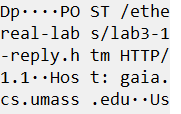 Dp····PO ST /ethe
real-lab s/lab3-1
-reply.h tm HTTP/
1.1··Hos t: gaia.
cs.umass .edu··Us